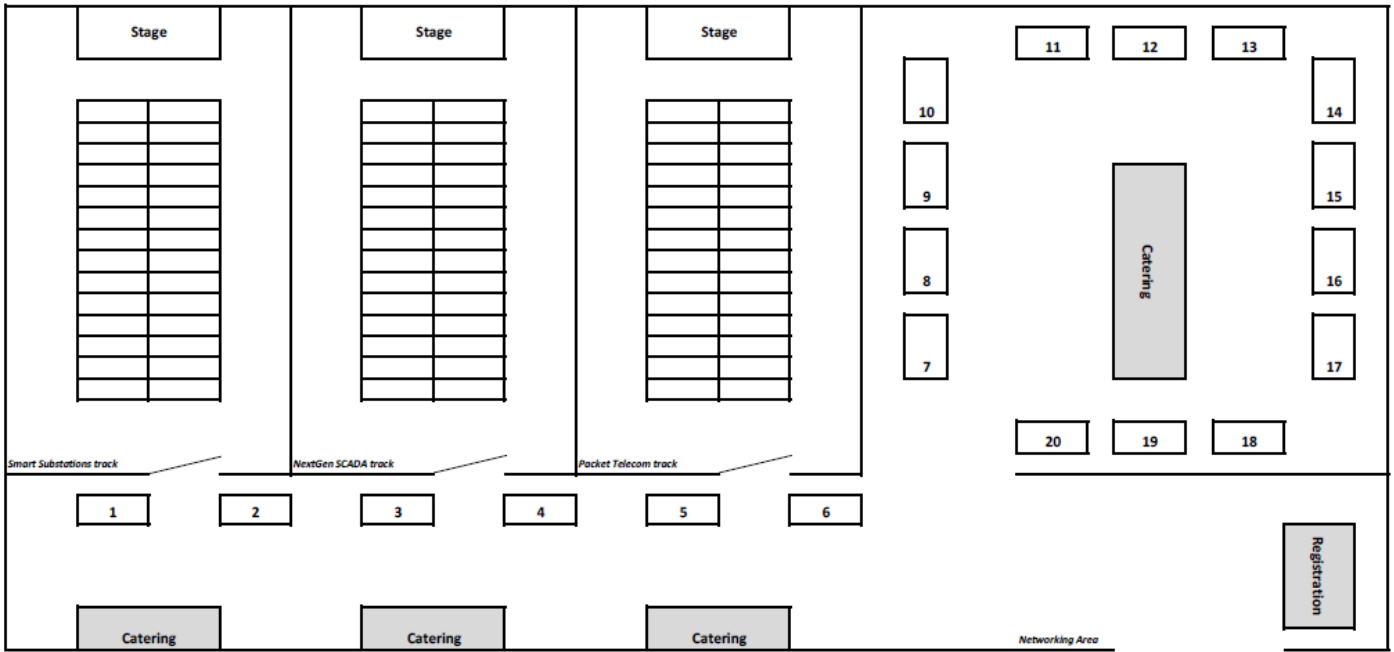 Stage
Stage
Stage
11
12
13
10
14
9
15
Catering
8
16
7
17
20
19
18
Smart Substations track
NextGen SCADA track
Packet Telecom track
1
2
3
4
5
6
Registration
Catering
Catering
Catering
Networking Area